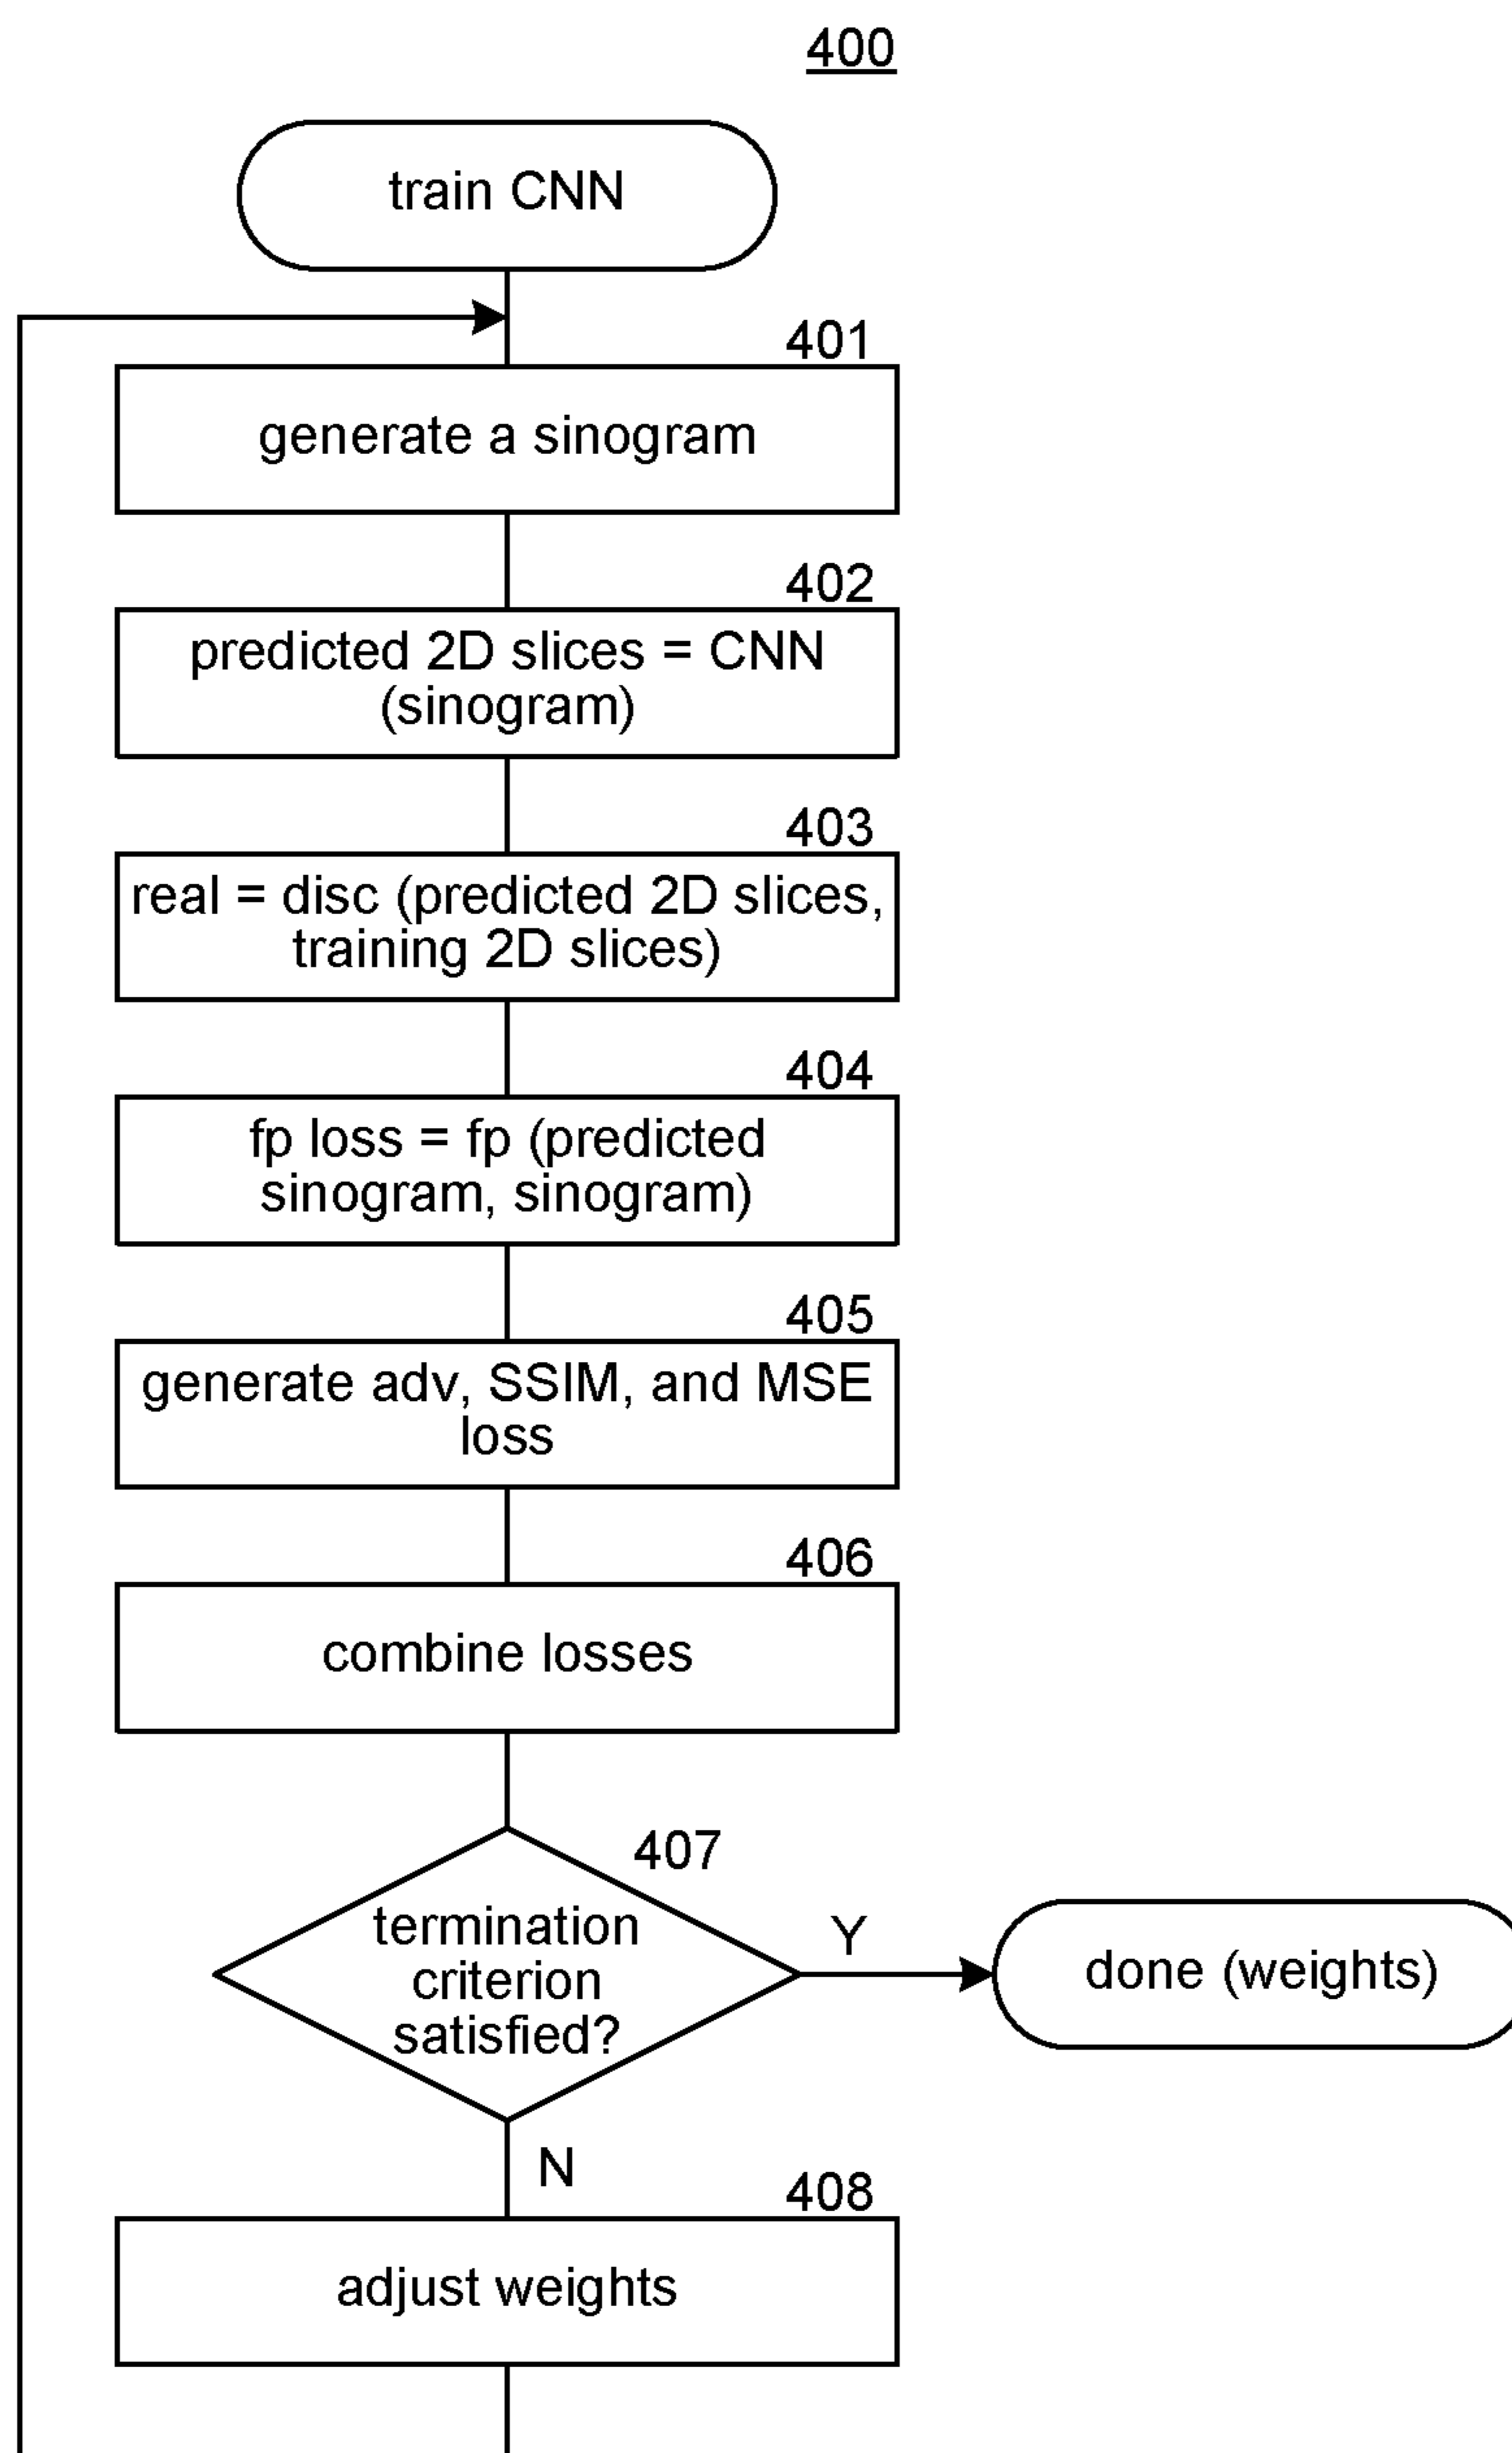 400
train CNN
401
generate a sinogram
402
predicted 2D slices = CNN
(sinogram)
403
real = disc (predicted 2D slices,
training 2D slices)
404
fp loss = fp (predicted
sinogram, sinogram)
405
generate adv, SSIM, and MSE
loss
406
combine losses
407
termination
criterion
satisfied?
Y
done (weights)
N
408
adjust weights